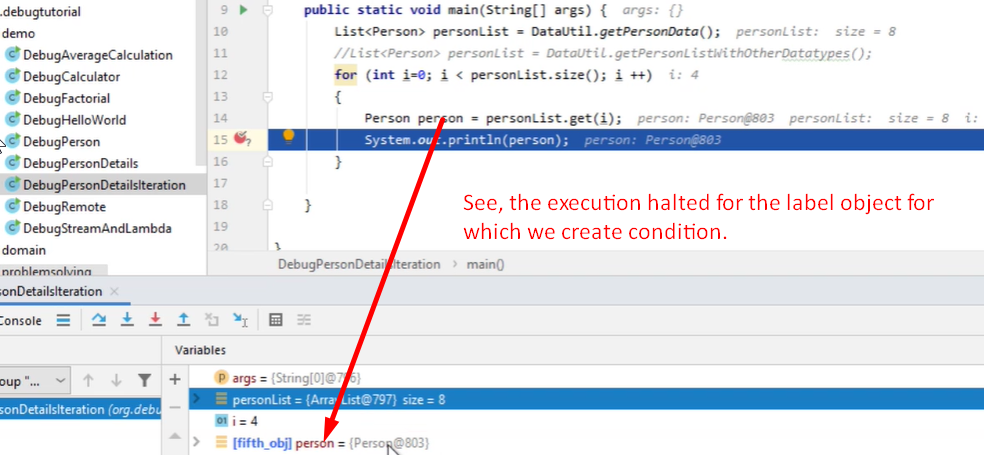 .debugtutorial
demo
DebugAverageCalculation
DebugCalculator
DebugFactorial
DebugHelloWorld
DebugPerson
DebugPersonDetails
DebugPersonDetailsIteration
DebugRemote
DebugStreamAndLambda
domain
problemsolving
9 public static void main(String[] args) { args: {}
10 List<Person> personList = DataUtil.getPersonData(); personList: size = 8
11 //List<Person> personList = DataUtil.getPersonListWithOtherDatatypes();
12 for (int i=0; i < personList.size(); i ++) i: 4
13 {
14 Person person = personList.get(i); person: Person@803 personList: size = 8 i:
15 ? System.out.println(person); person: Person@803
16 }
17
18 }
19
20 }
See, the execution halted for the label object for
which we create condition.
DebugPersonDetailsIteration > main()
sonDetailsIteration ×
Console
Variables
oup "...
sonDetailsIteration (org.debu
p args = {String[0]@796}
personList = {ArrayList@797} size = 8
01 i = 4
[fifth_obj] person = {Person@803}